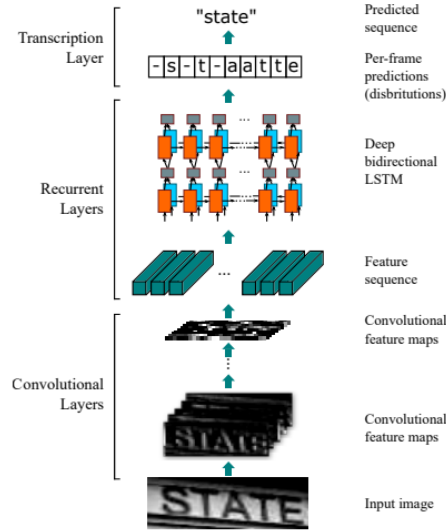 "state"
Predicted
sequence
Transcription
Layer
- s - t - a a t t e
Per-frame
predictions
(disbritutions)
Deep
bidirectional
LSTM
Recurrent
Layers
...
Feature
sequence
Convolutional
feature maps
Convolutional
Layers
STATE
Convolutional
feature maps
STATE
Input image